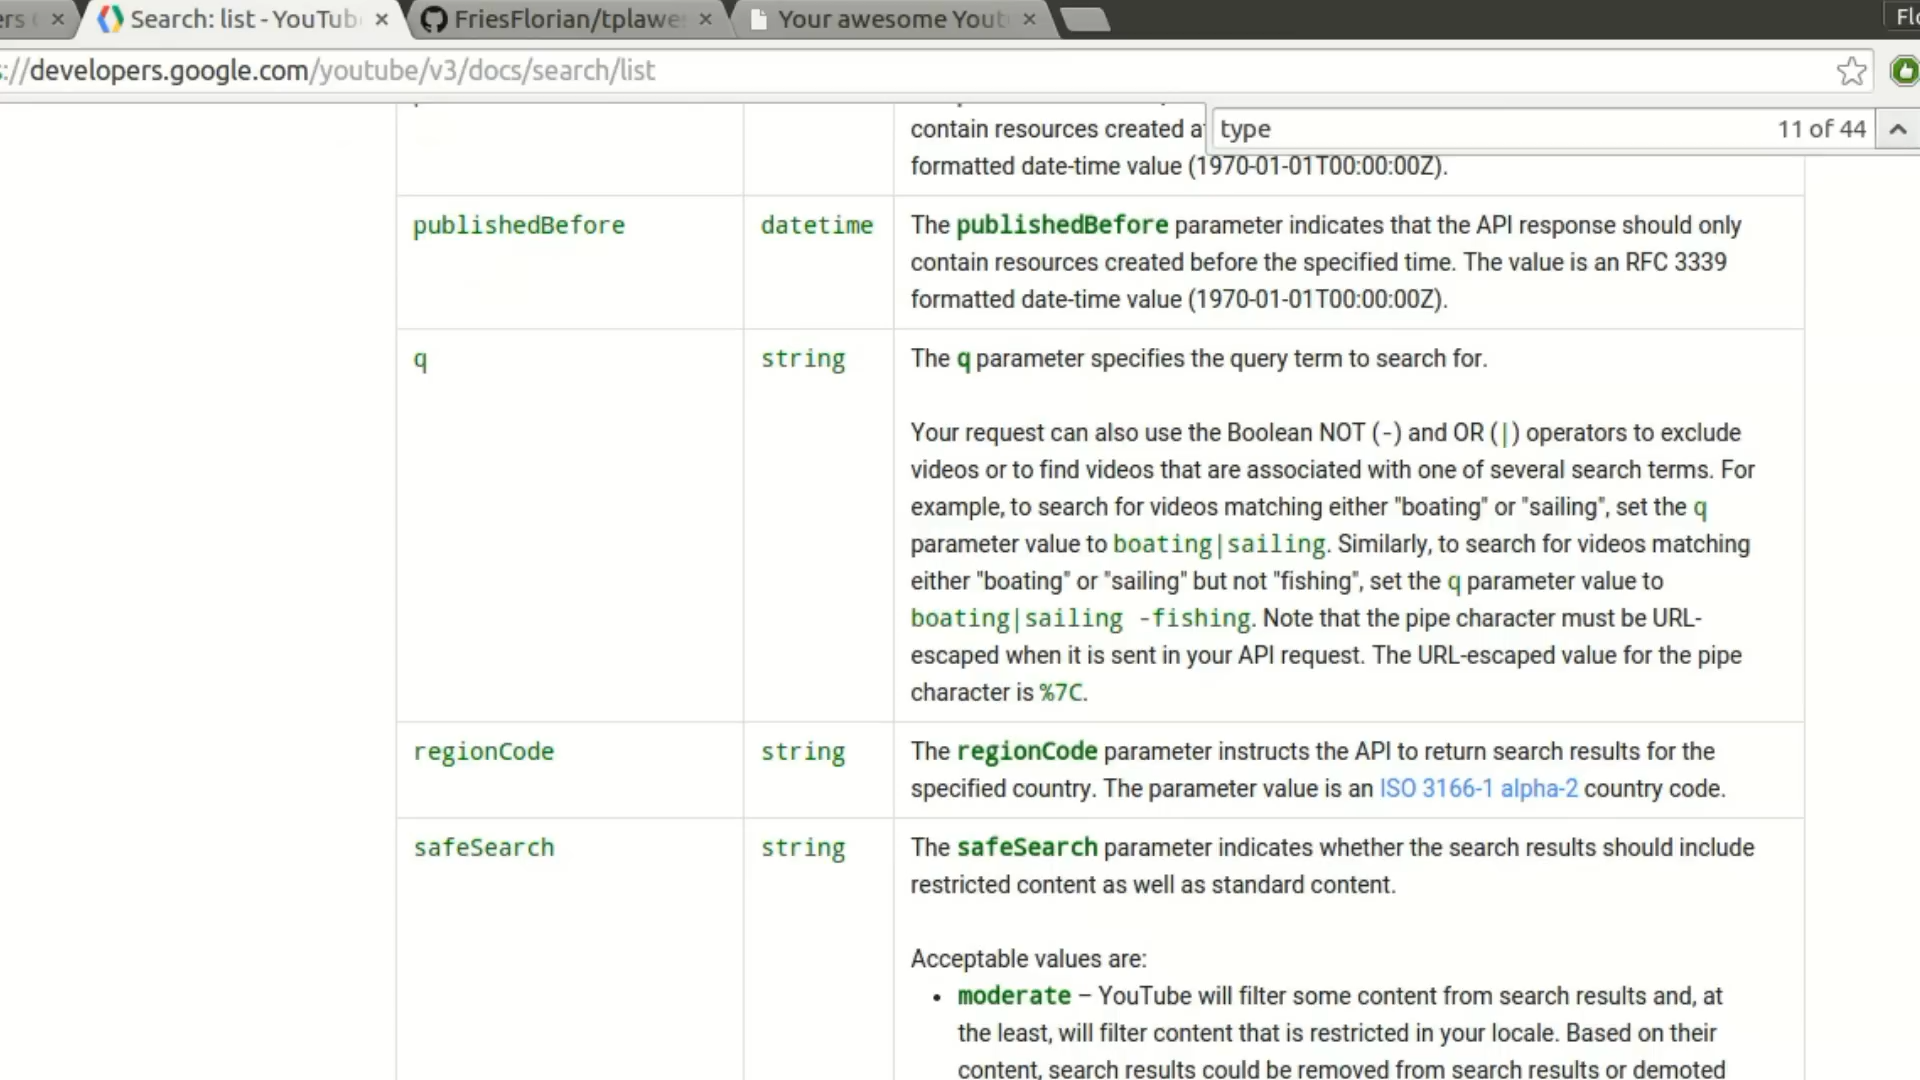 ers
Search: list - YouTub
FriesFlorian/tplawe
Your awesome Yout
Flo
://developers.google.com/youtube/v3/docs/search/list
type
11 of 44
contain resources created a
formatted date-time value (1970-01-01T00:00:00Z).
publishedBefore
datetime
The publishedBefore parameter indicates that the API response should only
contain resources created before the specified time. The value is an RFC 3339
formatted date-time value (1970-01-01T00:00:00Z).
q
string
The q parameter specifies the query term to search for.
Your request can also use the Boolean NOT (-) and OR (|) operators to exclude
videos or to find videos that are associated with one of several search terms. For
example, to search for videos matching either "boating" or "sailing", set the q
parameter value to boating|sailing. Similarly, to search for videos matching
either "boating" or "sailing" but not "fishing", set the q parameter value to
boating|sailing -fishing. Note that the pipe character must be URL-
escaped when it is sent in your API request. The URL-escaped value for the pipe
character is %7C.
regionCode
string
The regionCode parameter instructs the API to return search results for the
specified country. The parameter value is an ISO 3166-1 alpha-2 country code.
safeSearch
string
The safeSearch parameter indicates whether the search results should include
restricted content as well as standard content.
Acceptable values are:
• moderate – YouTube will filter some content from search results and, at
the least, will filter content that is restricted in your locale. Based on their
content, search results could be removed from search results or demoted